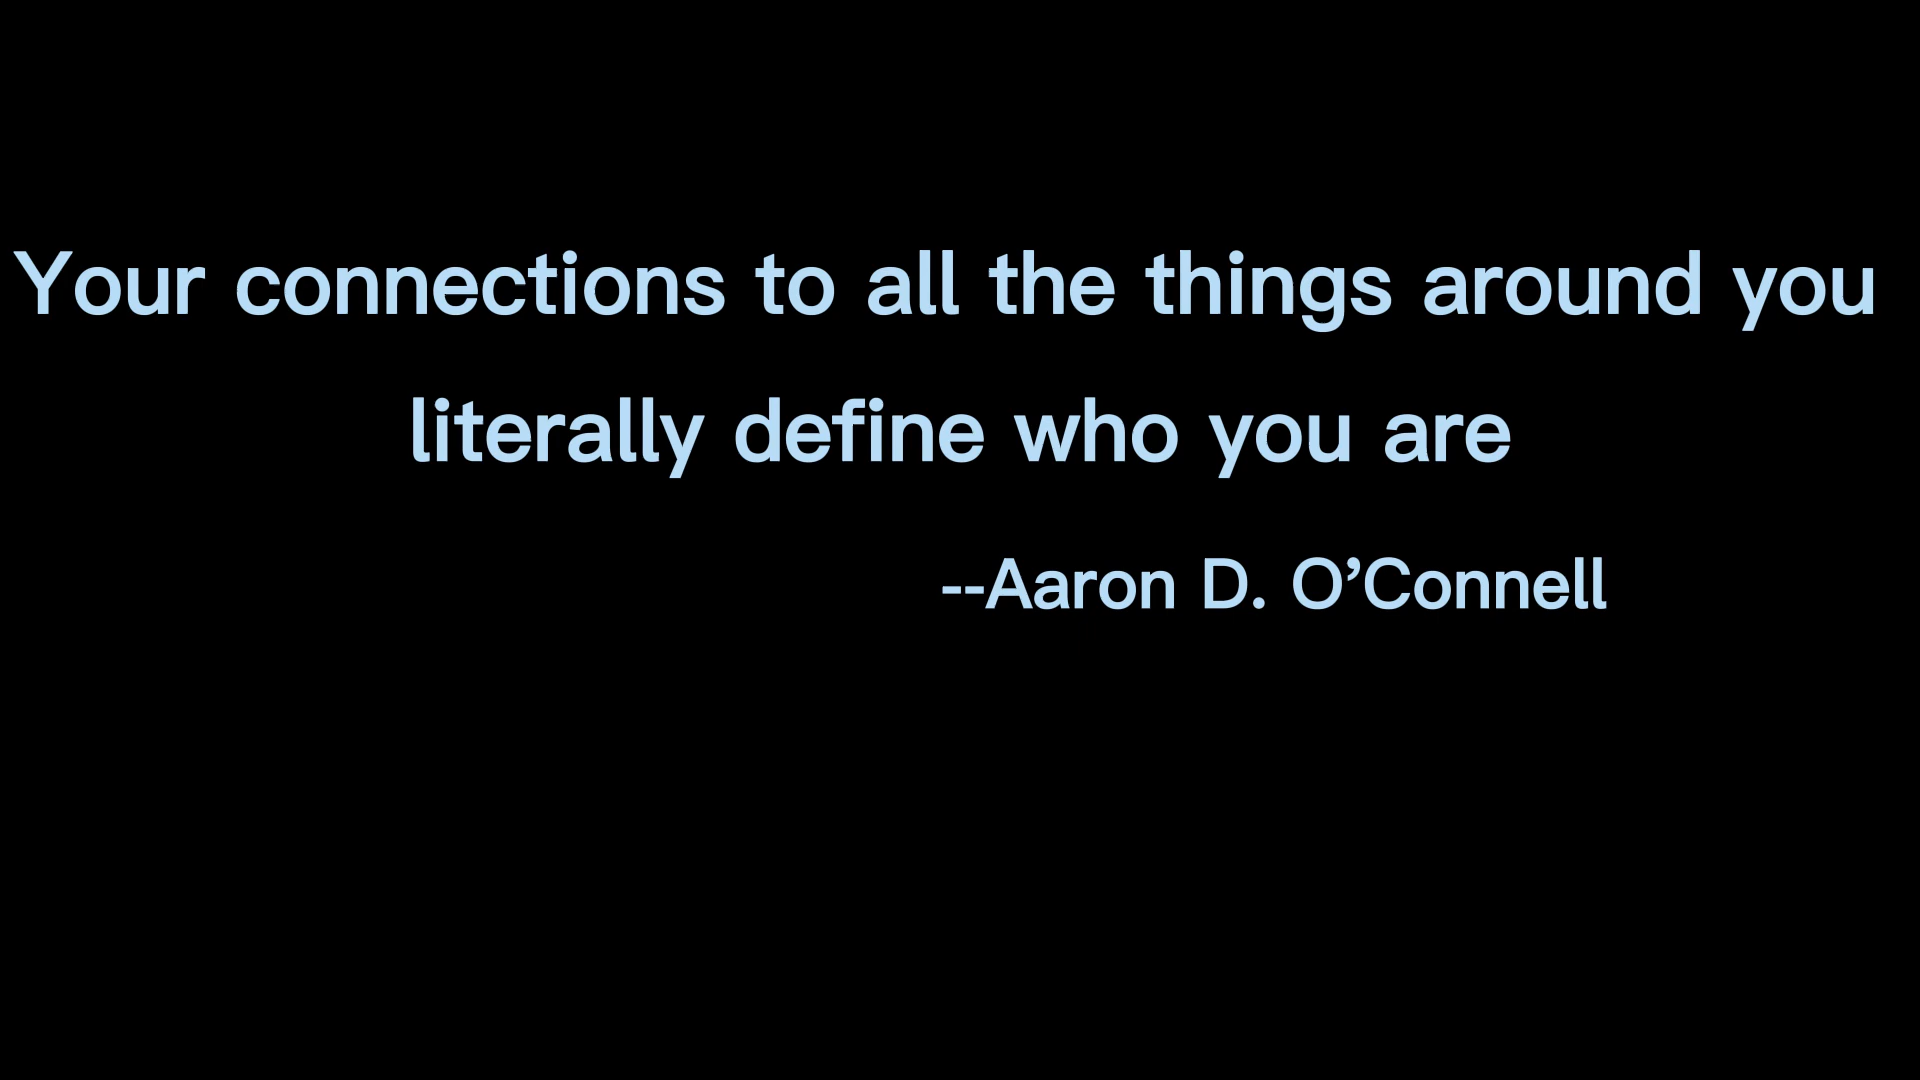 Your connections to all the things around you
literally define who you are
--Aaron D. O’Connell